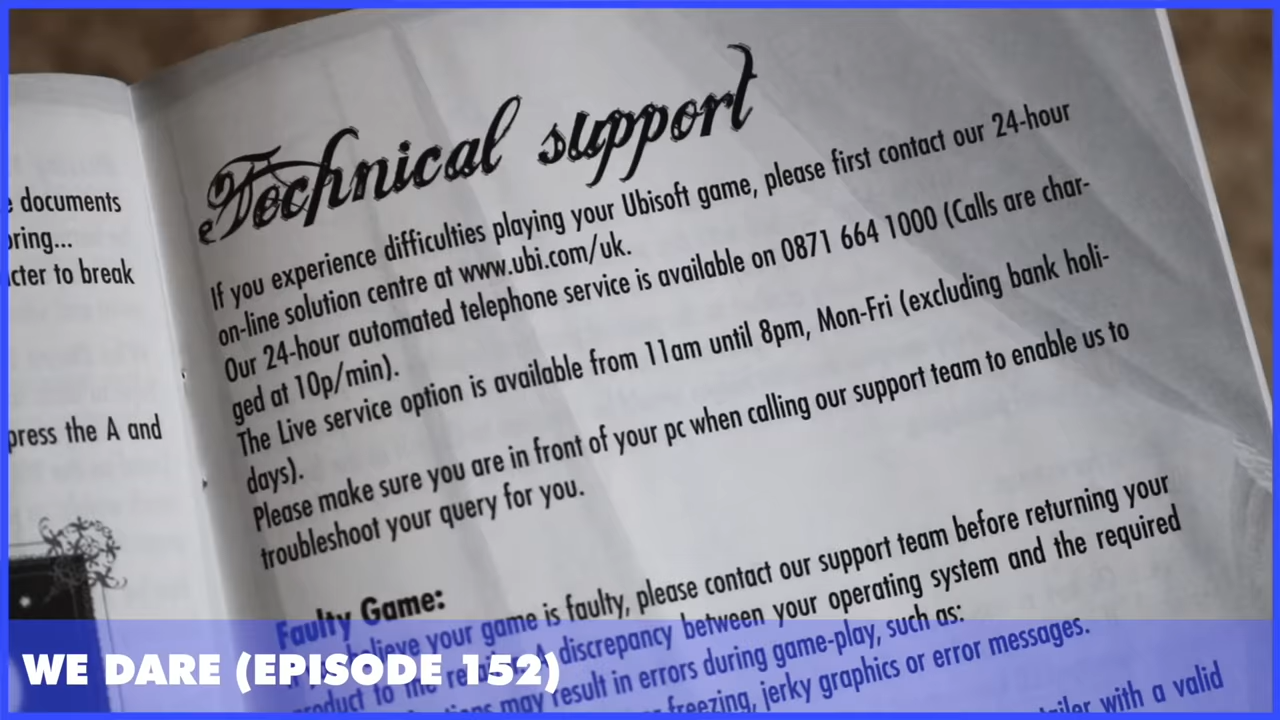 e documents
oring...
acter to break
press the A and
Technical support
If you experience difficulties playing your Ubisoft game, please first contact our 24-hour
on-line solution centre at www.ubi.com/uk.
Our 24-hour automated telephone service is available on 0871 664 1000 (Calls are char-
ged at 10p/min).
The Live service option is available from 11am until 8pm, Mon-Fri (excluding bank holi-
days).
Please make sure you are in front of your pc when calling our support team to enable us to
troubleshoot your query for you.
Faulty Game:
believe your game is faulty, please contact our support team before returning your
product to the A discrepancy between your operating system and the required
may result in errors during game-play, such as:
freezing, jerky graphics or error messages.
with a valid
WE DARE (EPISODE 152)